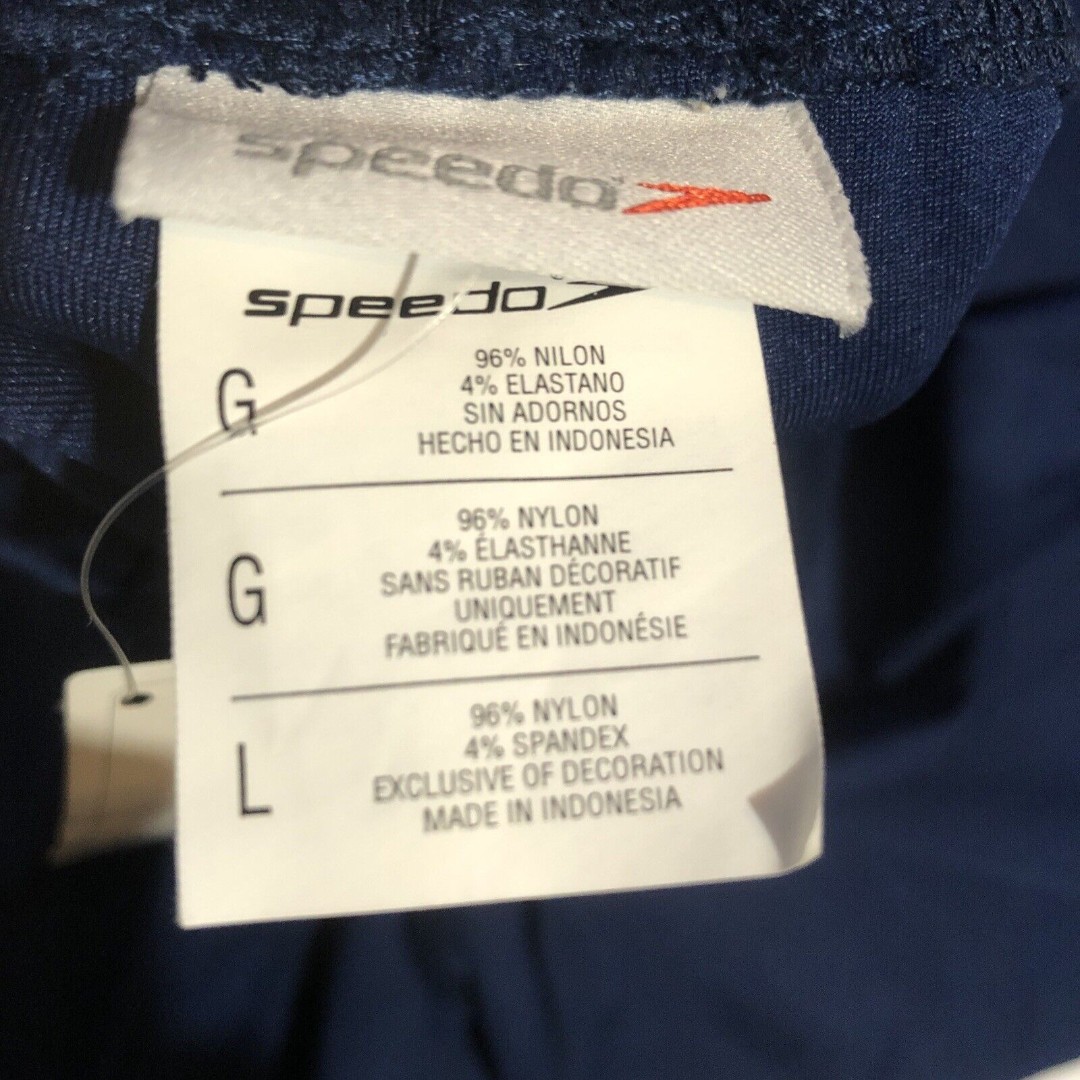 speedo
speedo
G
96% NILON
4% ELASTANO
SIN ADORNOS
HECHO EN INDONESIA
G
96% NYLON
4% ÉLASTHANNE
SANS RUBAN DÉCORATIF
UNIQUEMENT
FABRIQUÉ EN INDONÉSIE
L
96% NYLON
4% SPANDEX
EXCLUSIVE OF DECORATION
MADE IN INDONESIA